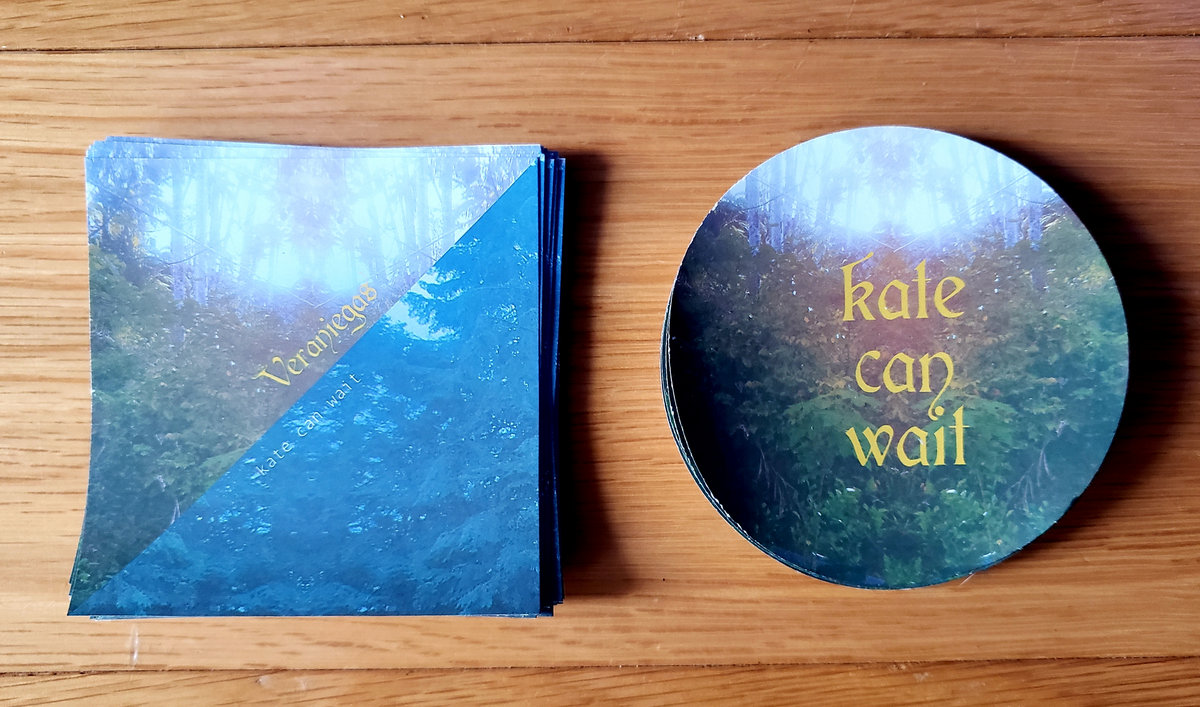 Veraniegas
kate can wait
kate
can
wait